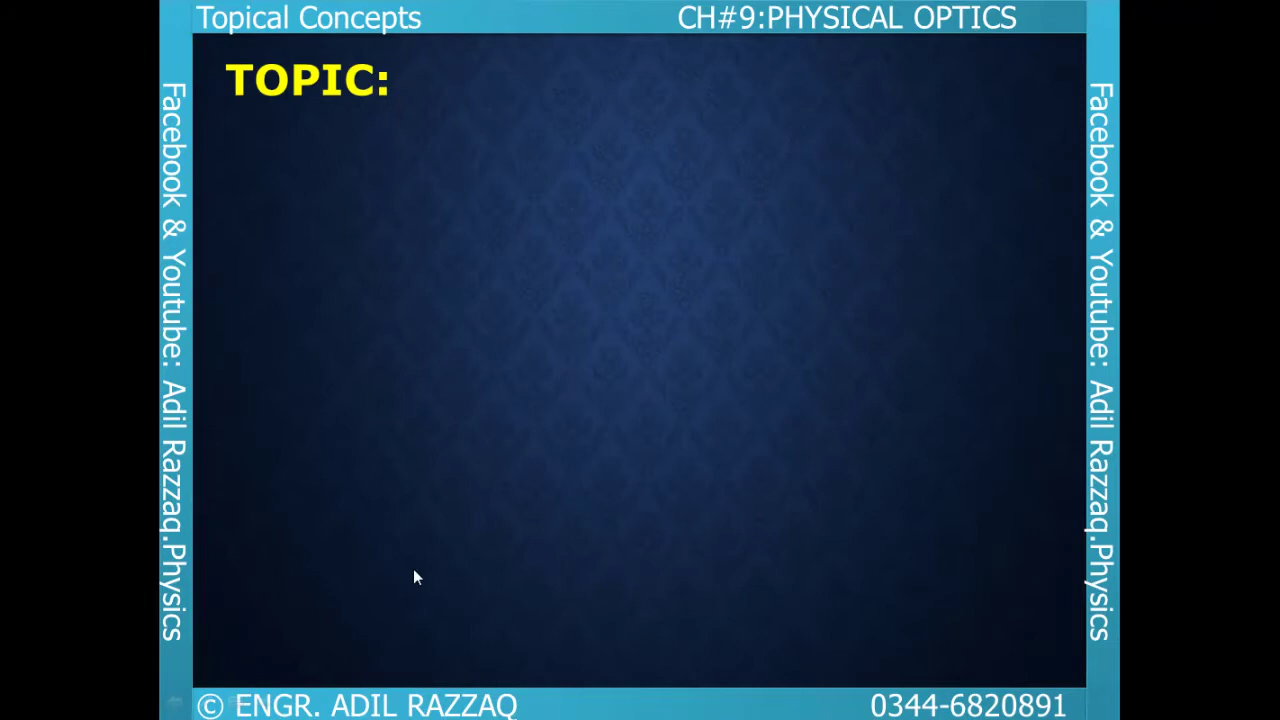 Topical Concepts
CH#9:PHYSICAL OPTICS
TOPIC:
Facebook & Youtube: Adil Razzaq.Physics
Facebook & Youtube: Adil Razzaq.Physics
© ENGR. ADIL RAZZAQ
0344-6820891